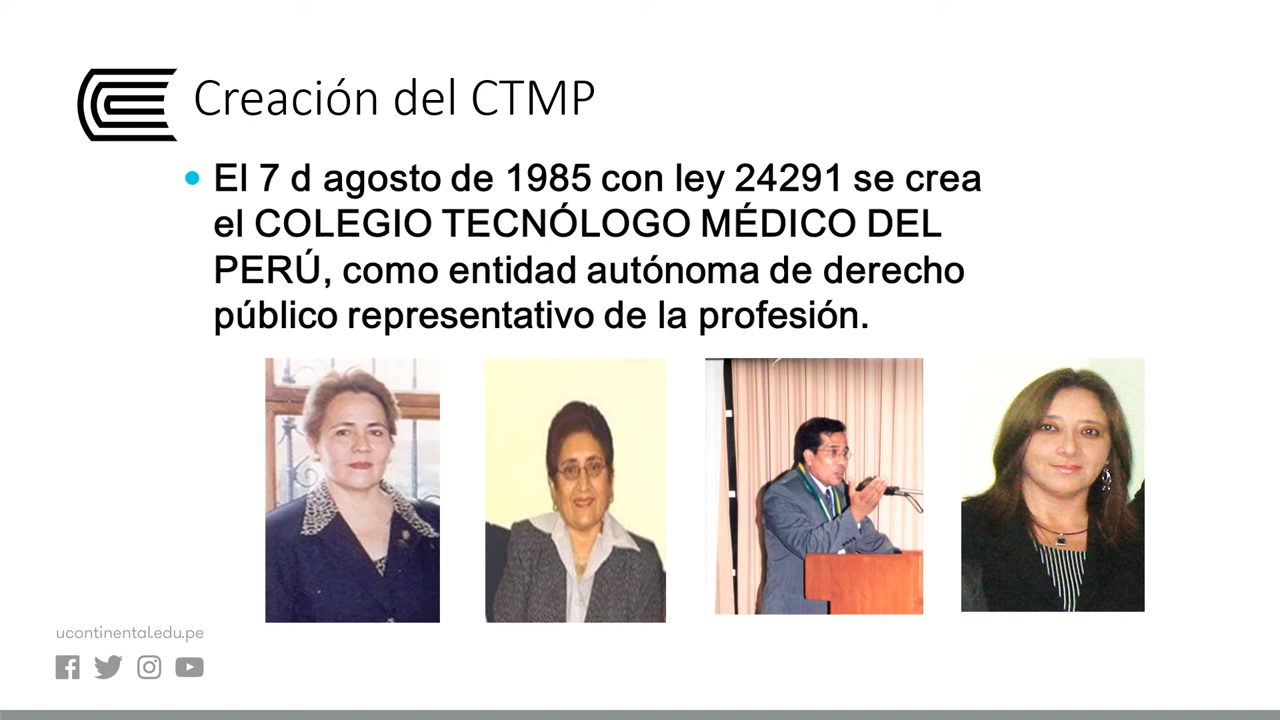 Creación del CTMP
El 7 d agosto de 1985 con ley 24291 se crea
el COLEGIO TECNÓLOGO MÉDICO DEL
PERÚ, como entidad autónoma de derecho
público representativo de la profesión.
ucontinental.edu.pe